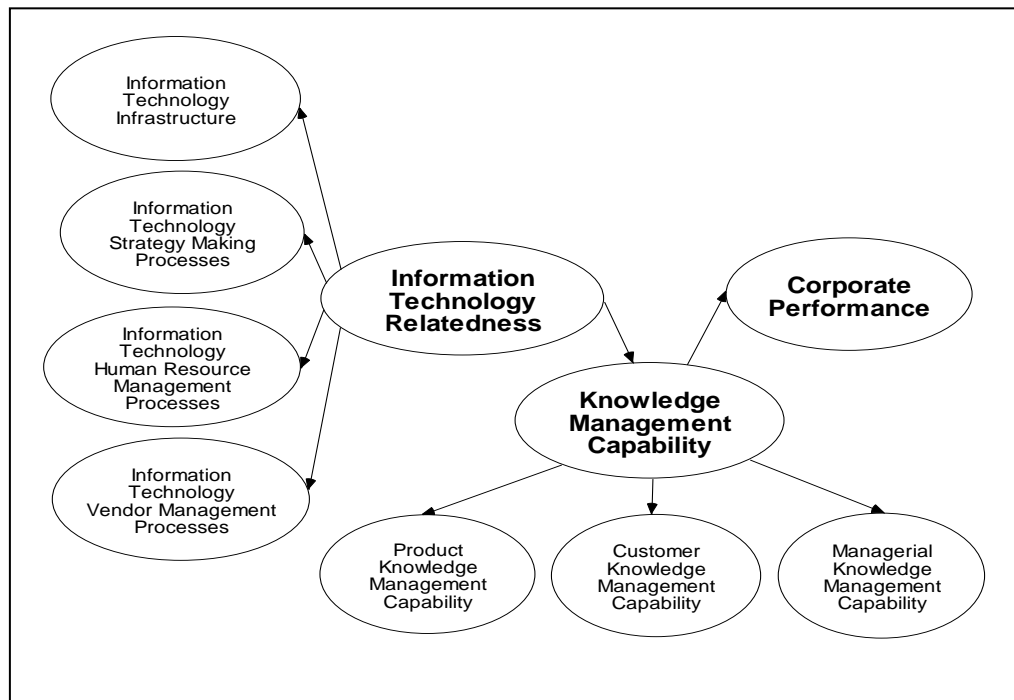 Information
Technology
Infrastructure
Information
Technology
Strategy Making
Processes
Information
Technology
Human Resource
Management
Processes
Information
Technology
Vendor Management
Processes
Information
Technology
Relatedness
Corporate
Performance
Knowledge
Management
Capability
Product
Knowledge
Management
Capability
Customer
Knowledge
Management
Capability
Managerial
Knowledge
Management
Capability